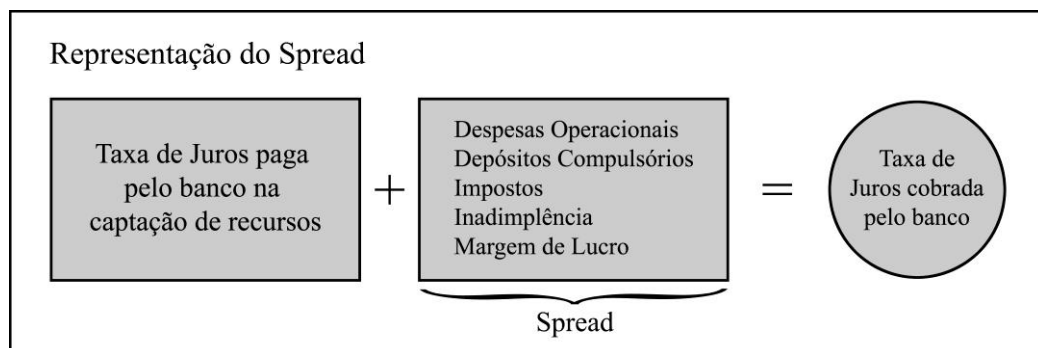 Representação do Spread
Taxa de Juros paga
pelo banco na
captação de recursos
+
Despesas Operacionais
Depósitos Compulsórios
Impostos
Inadimplência
Margem de Lucro
Spread
=
Taxa de
Juros cobrada
pelo banco